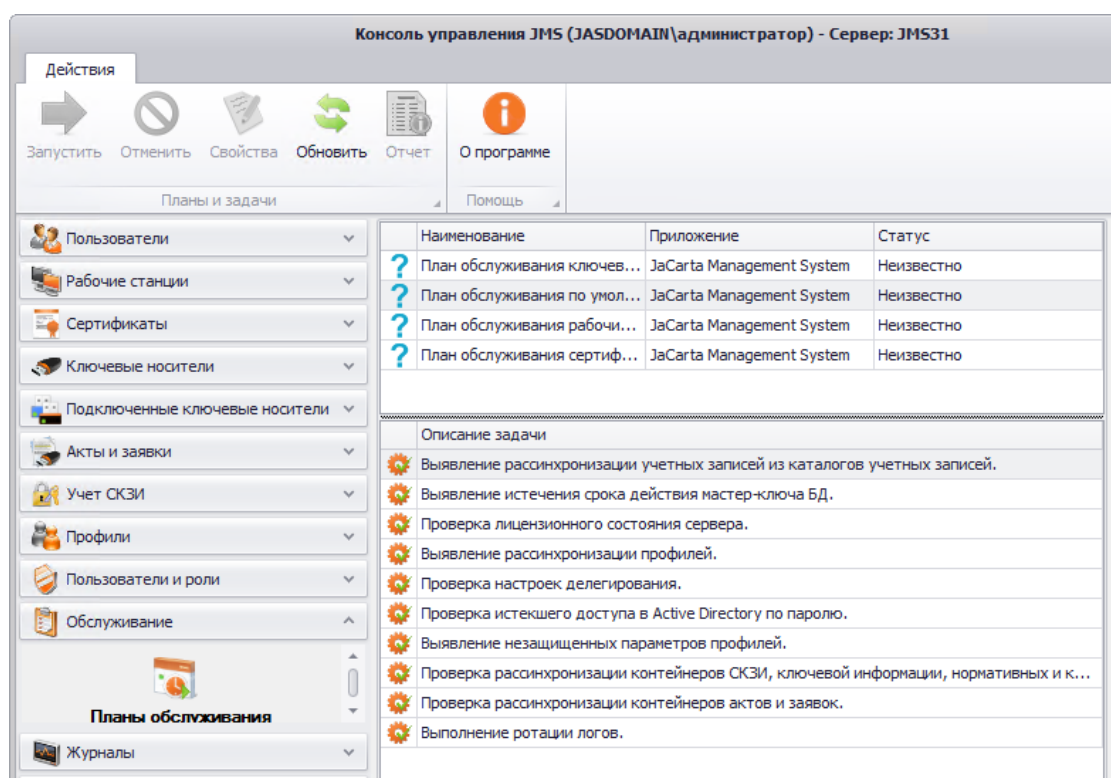 Консоль управления JMS (JASDOMAIN\администратор) - Сервер: JMS31
Действия
Запустить Отменить Свойства Обновить Отчет О программе
Планы и задачи Помощь
Пользователи
Рабочие станции
Сертификаты
Ключевые носители
Подключенные ключевые носители
Акты и заявки
Учет СКЗИ
Профили
Пользователи и роли
Обслуживание
Планы обслуживания
Журналы
Наименование Приложение Статус
План обслуживания ключев... JaCarta Management System Неизвестно
План обслуживания по умол... JaCarta Management System Неизвестно
План обслуживания рабочи... JaCarta Management System Неизвестно
План обслуживания сертиф... JaCarta Management System Неизвестно
Описание задачи
Выявление рассинхронизации учетных записей из каталогов учетных записей.
Выявление истечения срока действия мастер-ключа БД.
Проверка лицензионного состояния сервера.
Выявление рассинхронизации профилей.
Проверка настроек делегирования.
Проверка истекшего доступа в Active Directory по паролю.
Выявление незащищенных параметров профилей.
Проверка рассинхронизации контейнеров СКЗИ, ключевой информации, нормативных и к...
Проверка рассинхронизации контейнеров актов и заявок.
Выполнение ротации логов.